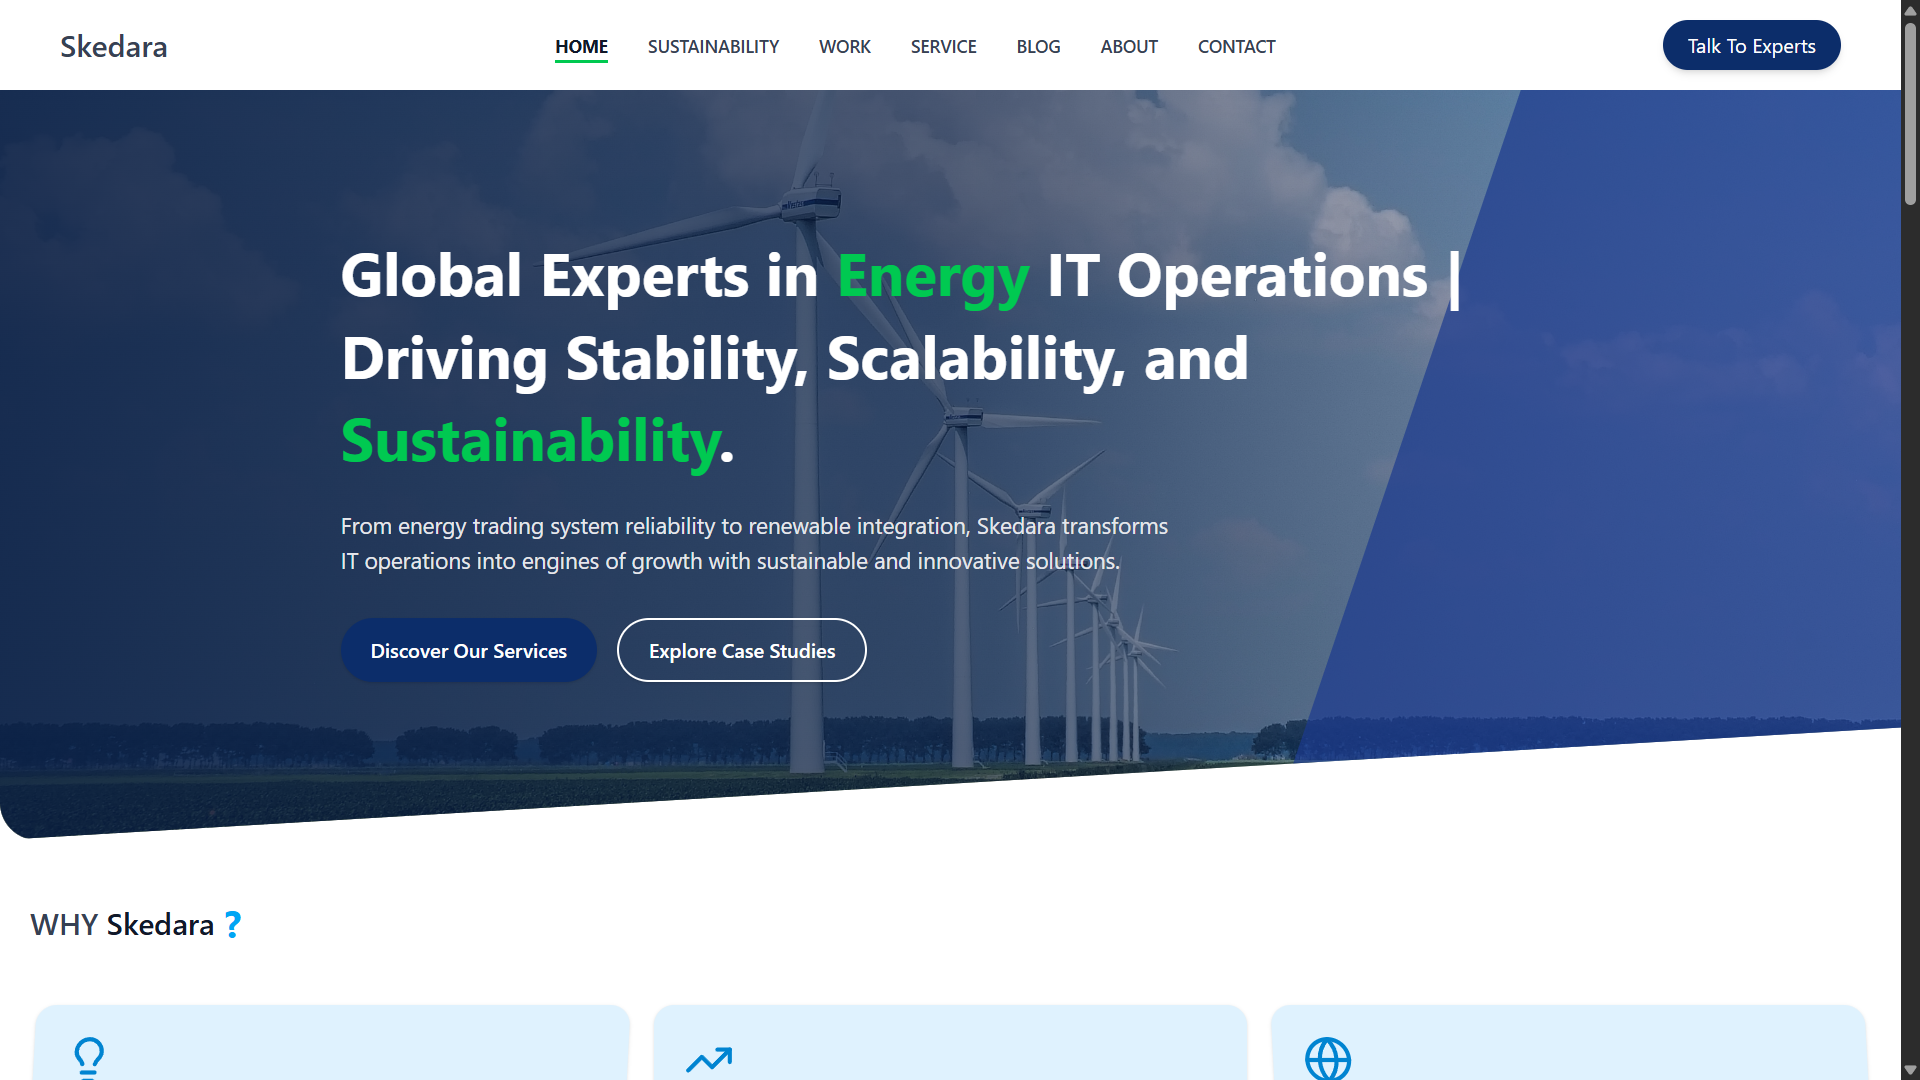 Skedara
HOME
SUSTAINABILITY
WORK
SERVICE
BLOG
ABOUT
CONTACT
Talk To Experts
Global Experts in Energy IT Operations |
Driving Stability, Scalability, and
Sustainability.
From energy trading system reliability to renewable integration, Skedara transforms
IT operations into engines of growth with sustainable and innovative solutions.
Discover Our Services
Explore Case Studies
WHY Skedara ?